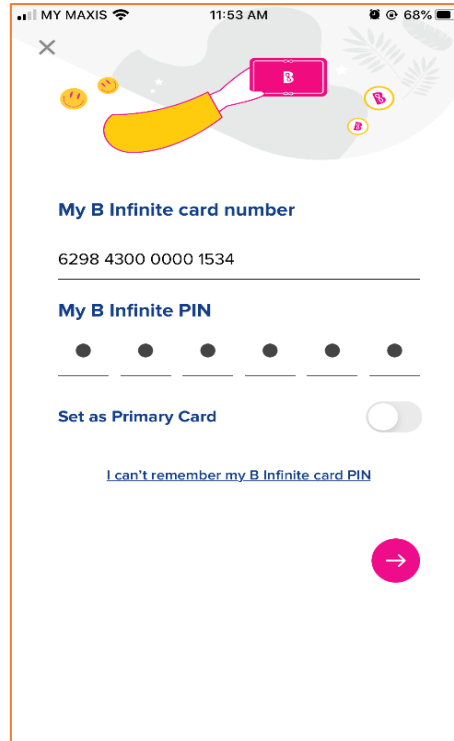 MY MAXIS 11:53 AM 68%
B
B
B
My B Infinite card number
6298 4300 0000 1534
My B Infinite PIN
Set as Primary Card
I can't remember my B Infinite card PIN